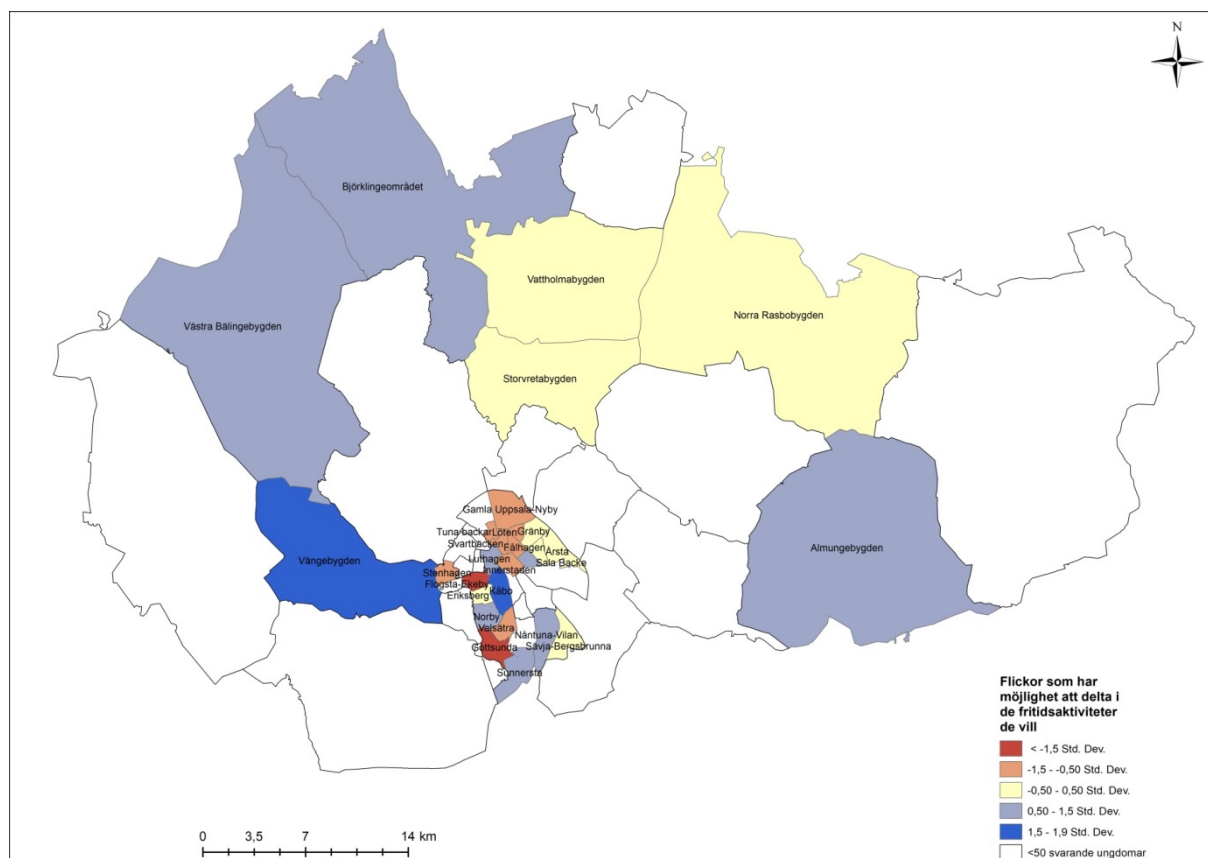 N
Björklingeområdet
Vattholmabygden
Norra Rasbobygden
Västra Bälingebygden
Storvretabygden
Gamla Uppsala-Nyby
Tuna backar
Löten
Gränby
Svartbäcken
Fålhagen
Årsta
Sala Backe
Luthagen
Innerstaden
Almungebygden
Vängebygden
Stenhagen
Flogsta-Ekeby
Eriksberg
Kåbo
Norby
Valsätra
Nåntuna-Vilan
Sävja-Bergsbrunna
Gottsunda
Sunnersta
Flickor som har
möjlighet att delta i
de fritidsaktiviteter
de vill
< -1,5 Std. Dev.
-1,5 - -0,50 Std. Dev.
-0,50 - 0,50 Std. Dev.
0,50 - 1,5 Std. Dev.
1,5 - 1,9 Std. Dev.
<50 svarande ungdomar
0 3,5 7 14 km